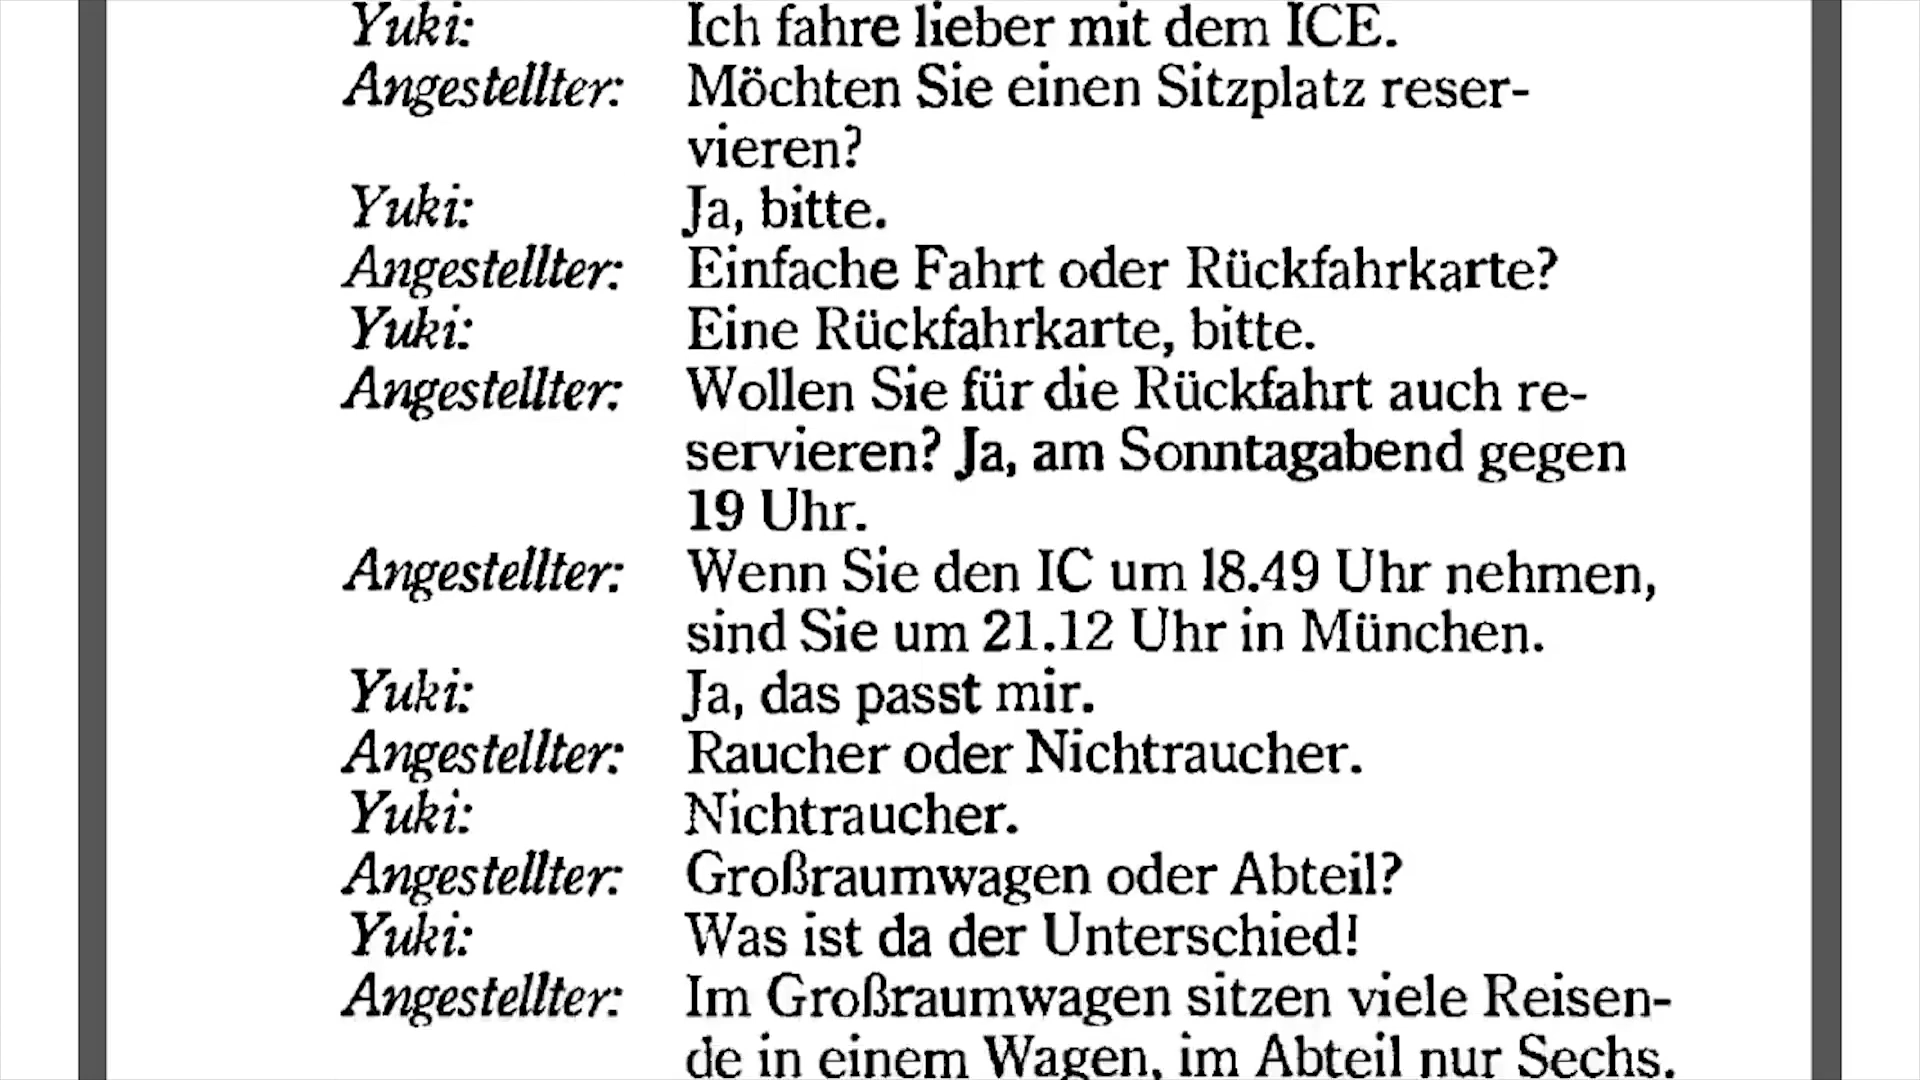 Yuki: Ich fahre lieber mit dem ICE.
Angestellter: Möchten Sie einen Sitzplatz reser-
vieren?
Yuki: Ja, bitte.
Angestellter: Einfache Fahrt oder Rückfahrkarte?
Yuki: Eine Rückfahrkarte, bitte.
Angestellter: Wollen Sie für die Rückfahrt auch re-
servieren? Ja, am Sonntagabend gegen
19 Uhr.
Angestellter: Wenn Sie den IC um 18.49 Uhr nehmen,
sind Sie um 21.12 Uhr in München.
Yuki: Ja, das passt mir.
Angestellter: Raucher oder Nichtraucher.
Yuki: Nichtraucher.
Angestellter: Großraumwagen oder Abteil?
Yuki: Was ist da der Unterschied!
Angestellter: Im Großraumwagen sitzen viele Reisen-
de in einem Wagen, im Abteil nur Sechs.